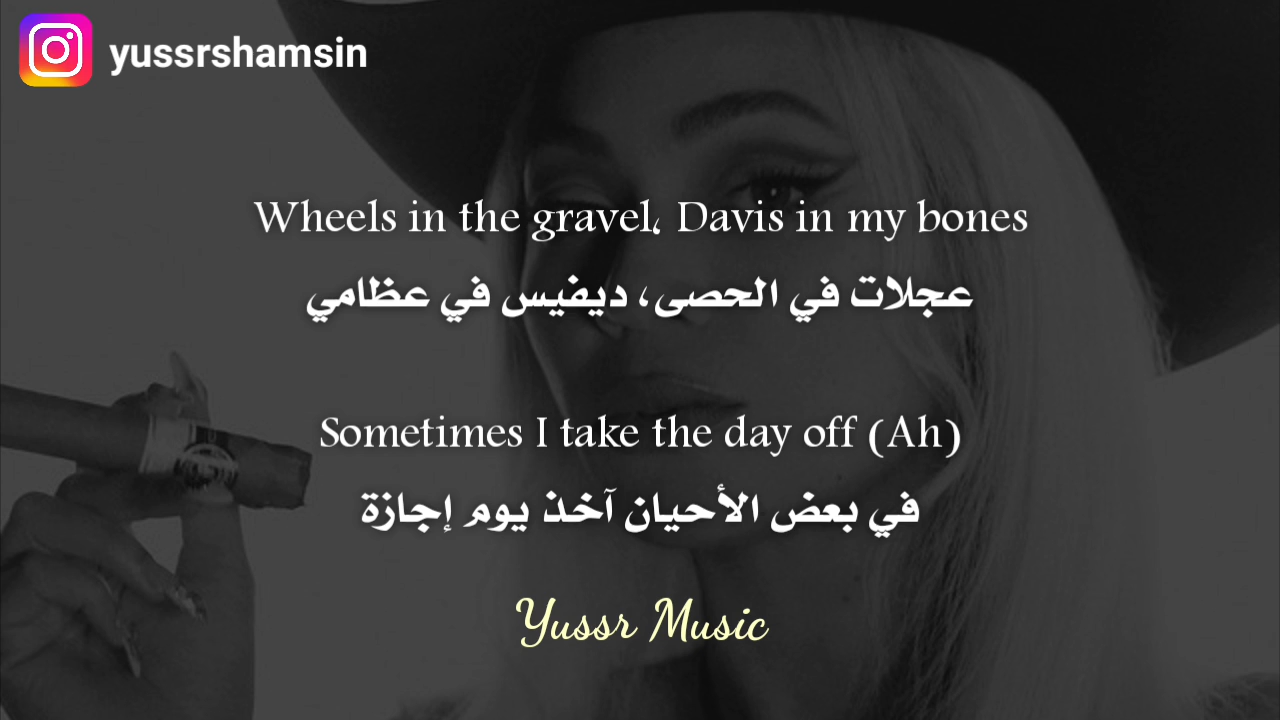 yussrshamsin
Wheels in the gravel، Davis in my bones
عجلات في الحصى، ديفيس في عظامي
Sometimes I take the day off (Ah)
في بعض الأحيان آخذ يوم إجازة
Yussr Music